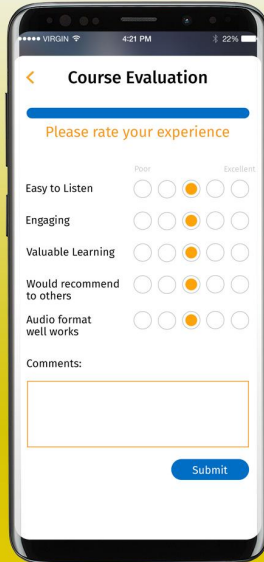 VIRGIN 4:21 PM 22%
Course Evaluation
Please rate your experience
Poor Excellent
Easy to Listen
Engaging
Valuable Learning
Would recommend
to others
Audio format
well works
Comments:
Submit